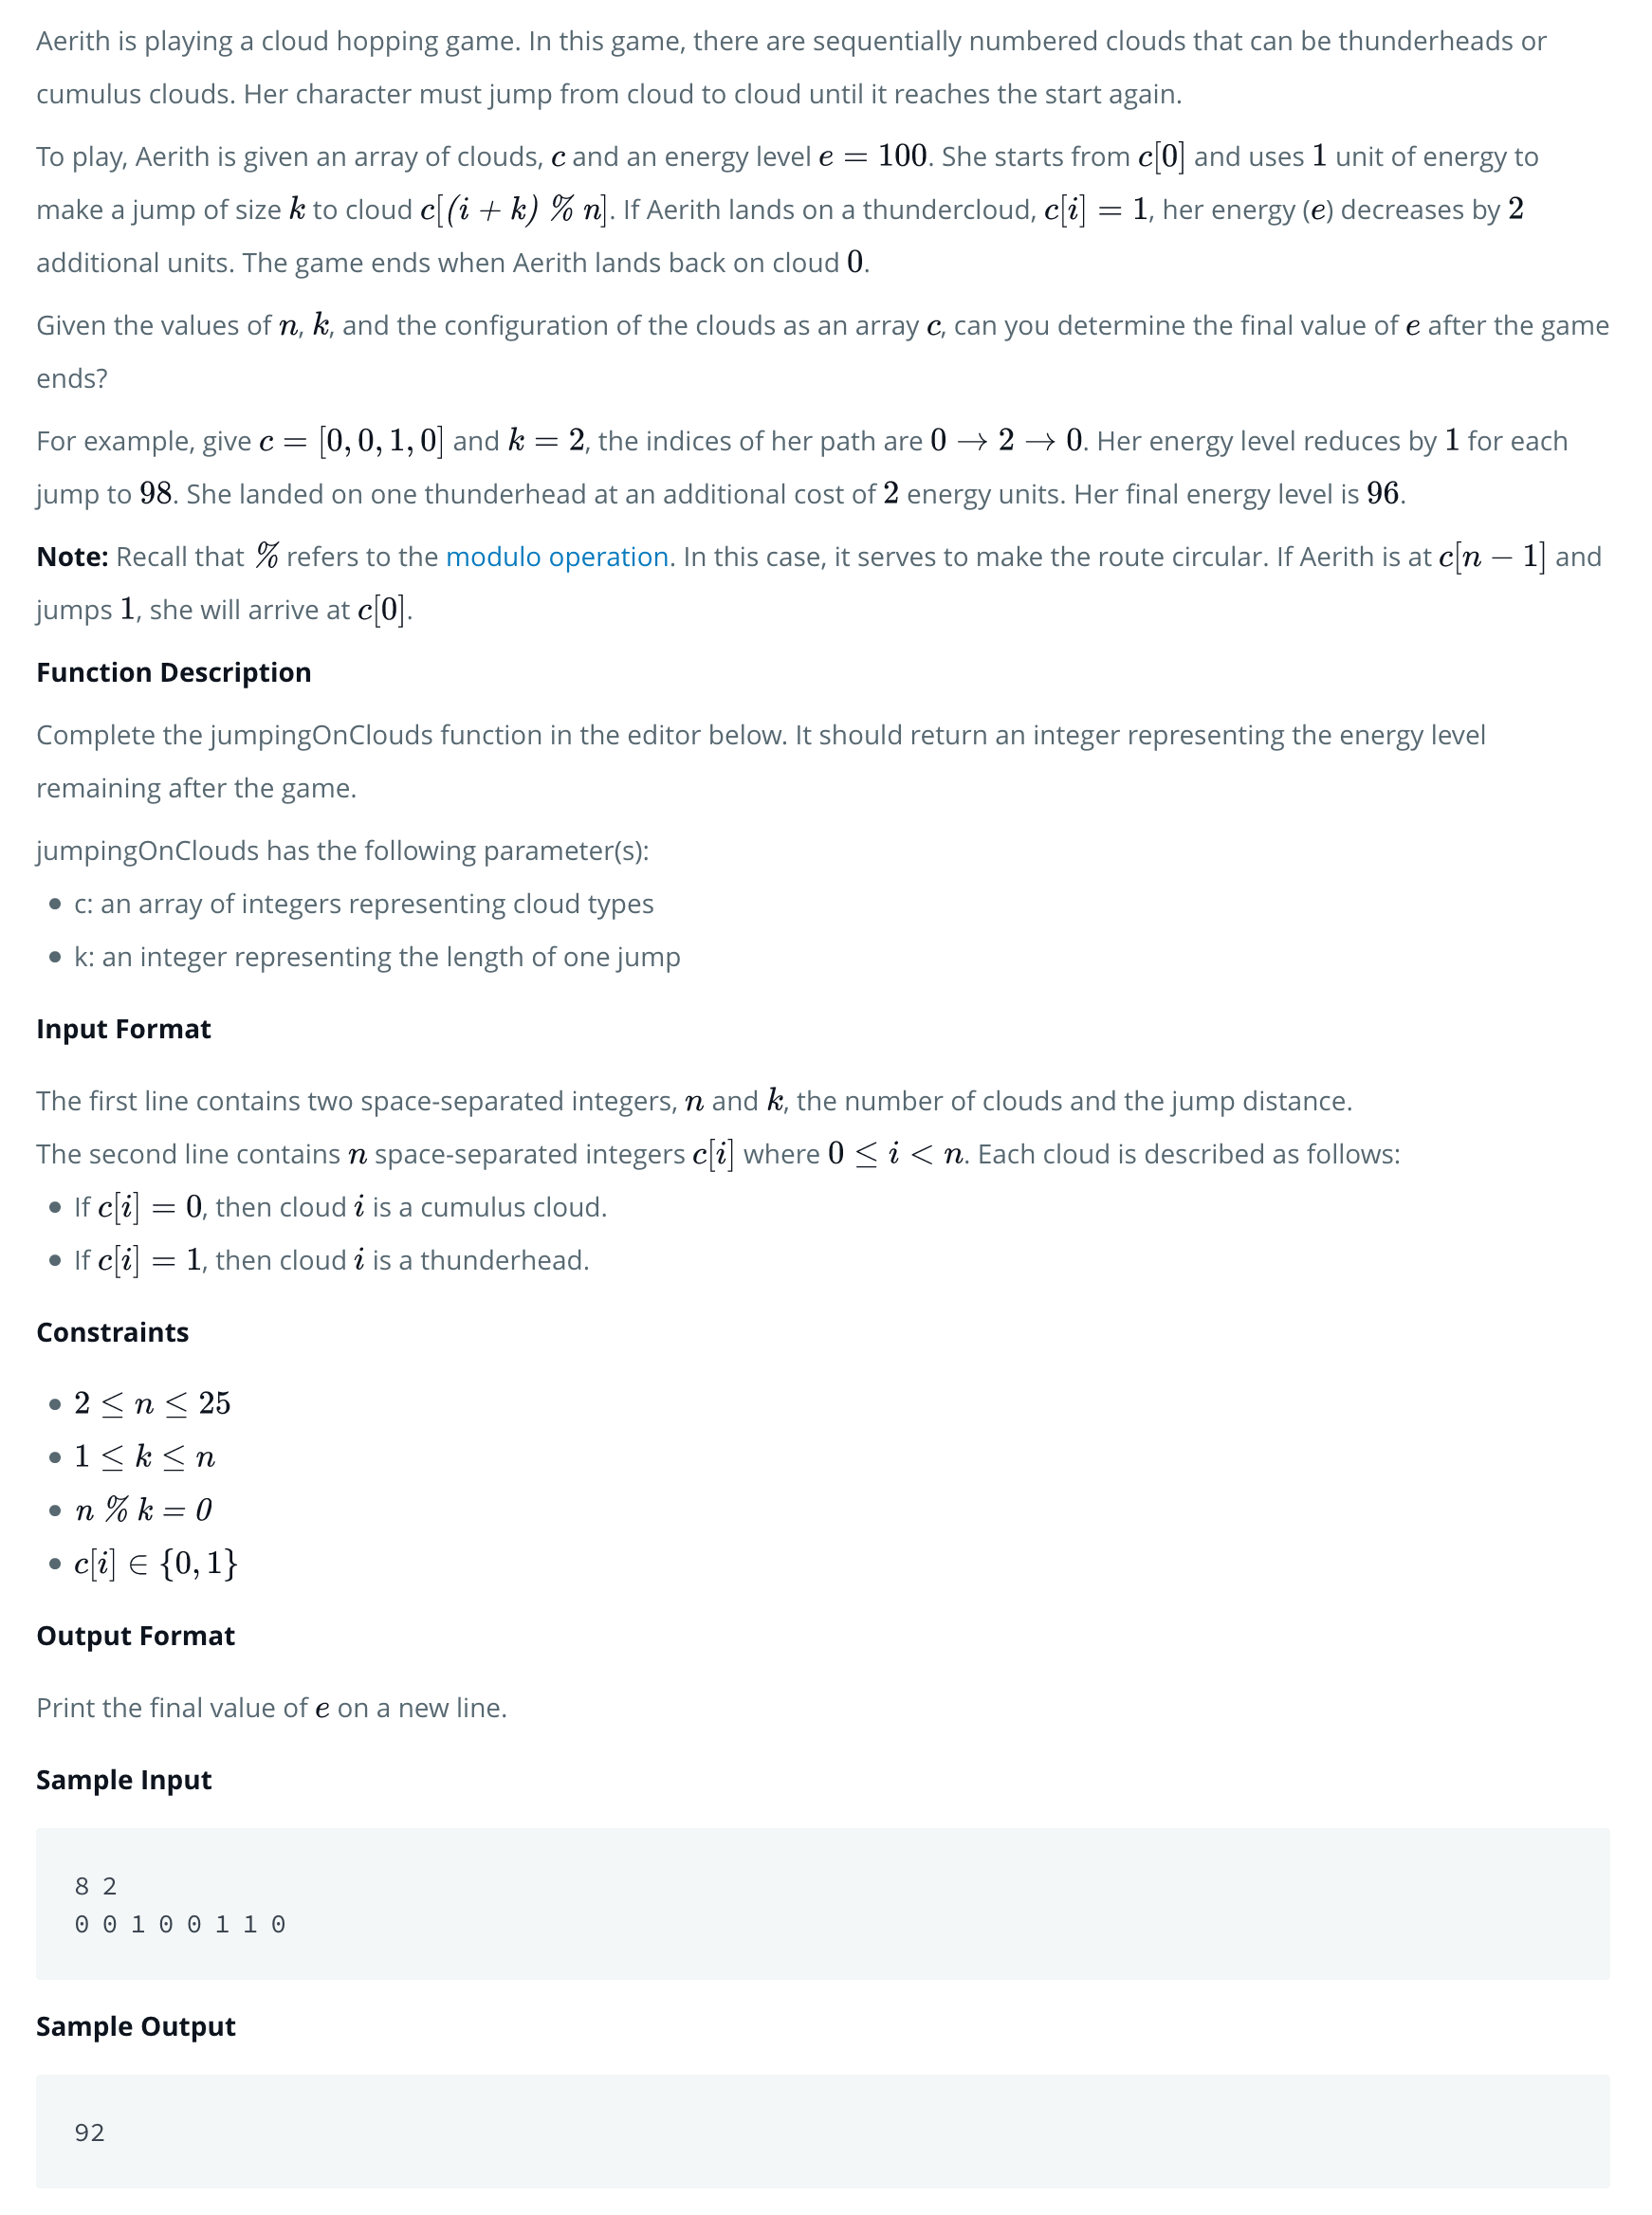 Aerith is playing a cloud hopping game. In this game, there are sequentially numbered clouds that can be thunderheads or
cumulus clouds. Her character must jump from cloud to cloud until it reaches the start again.
To play, Aerith is given an array of clouds, c and an energy level e = 100. She starts from c[0] and uses 1 unit of energy to
make a jump of size k to cloud c[(i + k) % n]. If Aerith lands on a thundercloud, c[i] = 1, her energy (e) decreases by 2
additional units. The game ends when Aerith lands back on cloud 0.
Given the values of n, k, and the configuration of the clouds as an array c, can you determine the final value of e after the game
ends?
For example, give c = [0, 0, 1, 0] and k = 2, the indices of her path are 0 → 2 → 0. Her energy level reduces by 1 for each
jump to 98. She landed on one thunderhead at an additional cost of 2 energy units. Her final energy level is 96.
Note: Recall that % refers to the modulo operation. In this case, it serves to make the route circular. If Aerith is at c[n − 1] and
jumps 1, she will arrive at c[0].
Function Description
Complete the jumpingOnClouds function in the editor below. It should return an integer representing the energy level
remaining after the game.
jumpingOnClouds has the following parameter(s):
• c: an array of integers representing cloud types
• k: an integer representing the length of one jump
Input Format
The first line contains two space-separated integers, n and k, the number of clouds and the jump distance.
The second line contains n space-separated integers c[i] where 0 ≤ i < n. Each cloud is described as follows:
• If c[i] = 0, then cloud i is a cumulus cloud.
• If c[i] = 1, then cloud i is a thunderhead.
Constraints
• 2 ≤ n ≤ 25
• 1 ≤ k ≤ n
• n % k = 0
• c[i] ∈ {0, 1}
Output Format
Print the final value of e on a new line.
Sample Input
8 2
0 0 1 0 0 1 1 0
Sample Output
92